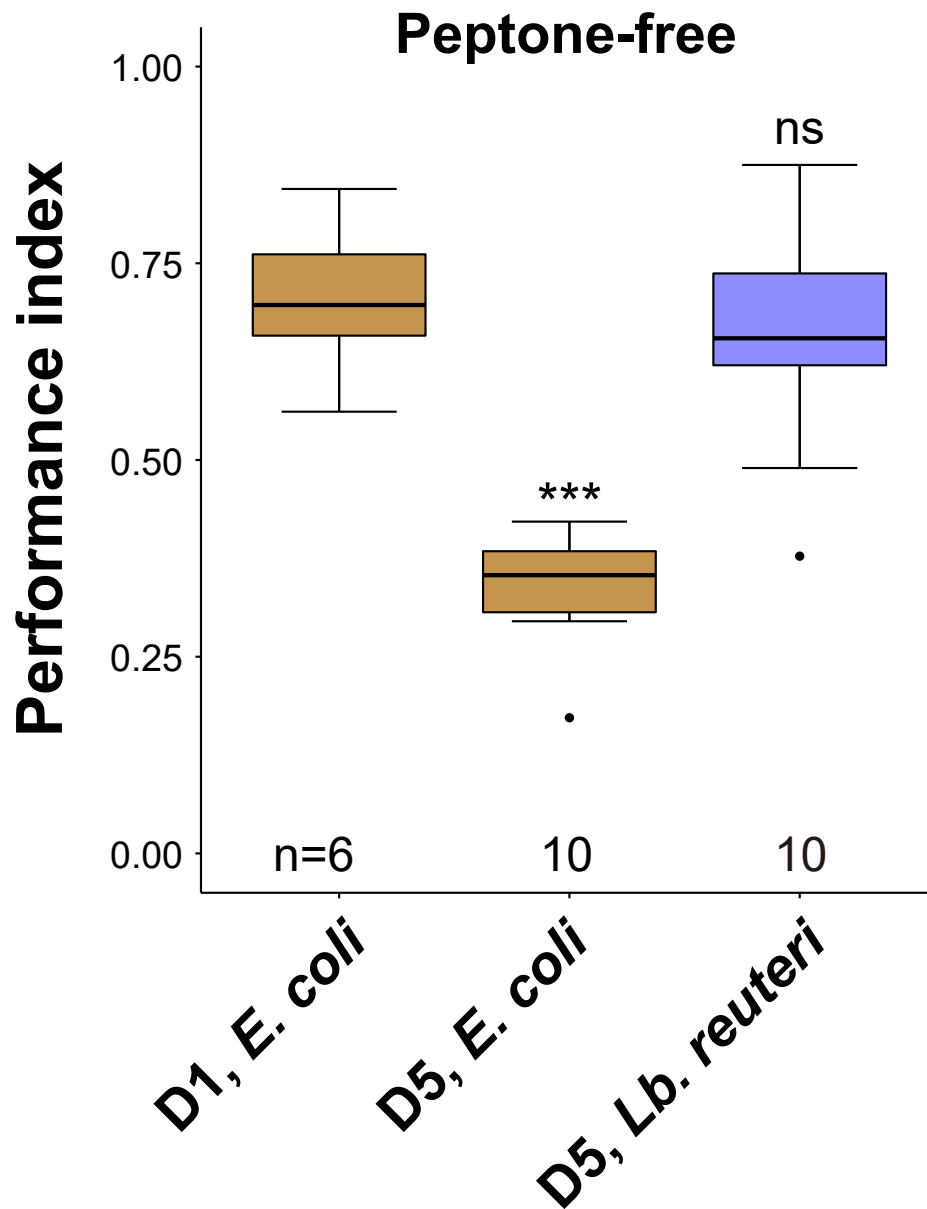 Peptone-free
Performance index
1.00
0.75
0.50
0.25
0.00
ns
***
n=6
10
10
D1, E. coli
D5, E. coli
D5, Lb. reuteri